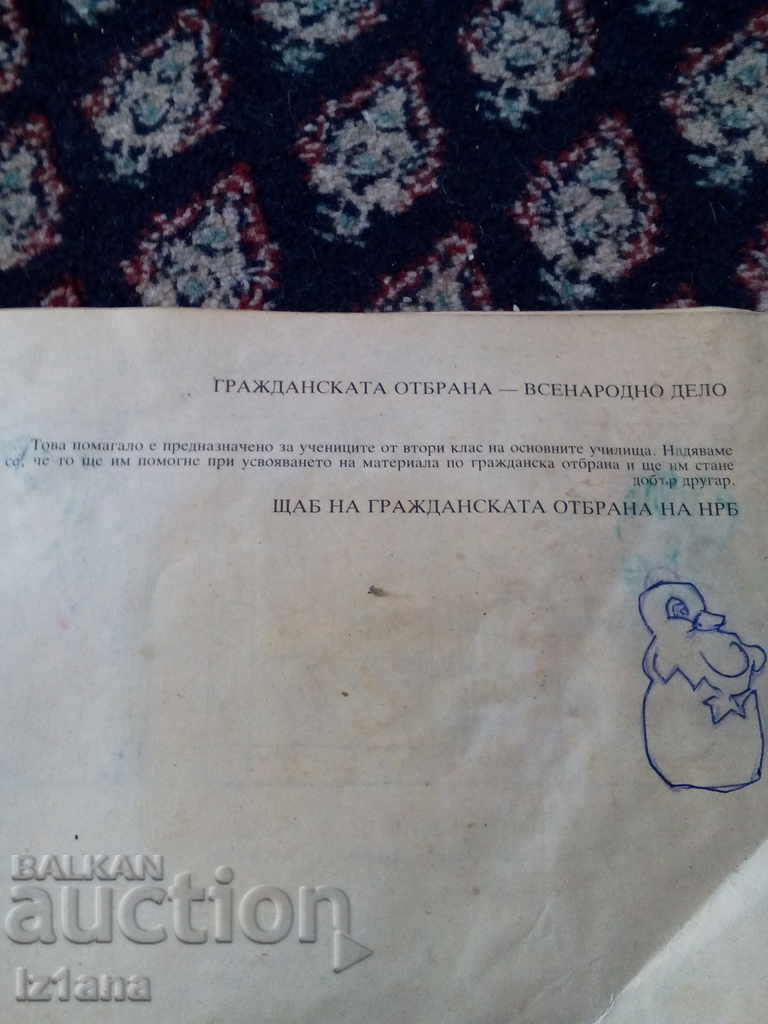 ГРАЖДАНСКАТА ОТБРАНА — ВСЕНАРОДНО ДЕЛО
Това помагало е предназначено за учениците от втори клас на основните училища. Надяваме
се, че то ще им помогне при усвояването на материала по гражданска отбрана и ще им стане
добър другар.
ЩАБ НА ГРАЖДАНСКАТА ОТБРАНА НА НРБ
BALKAN
auction
iz1ana